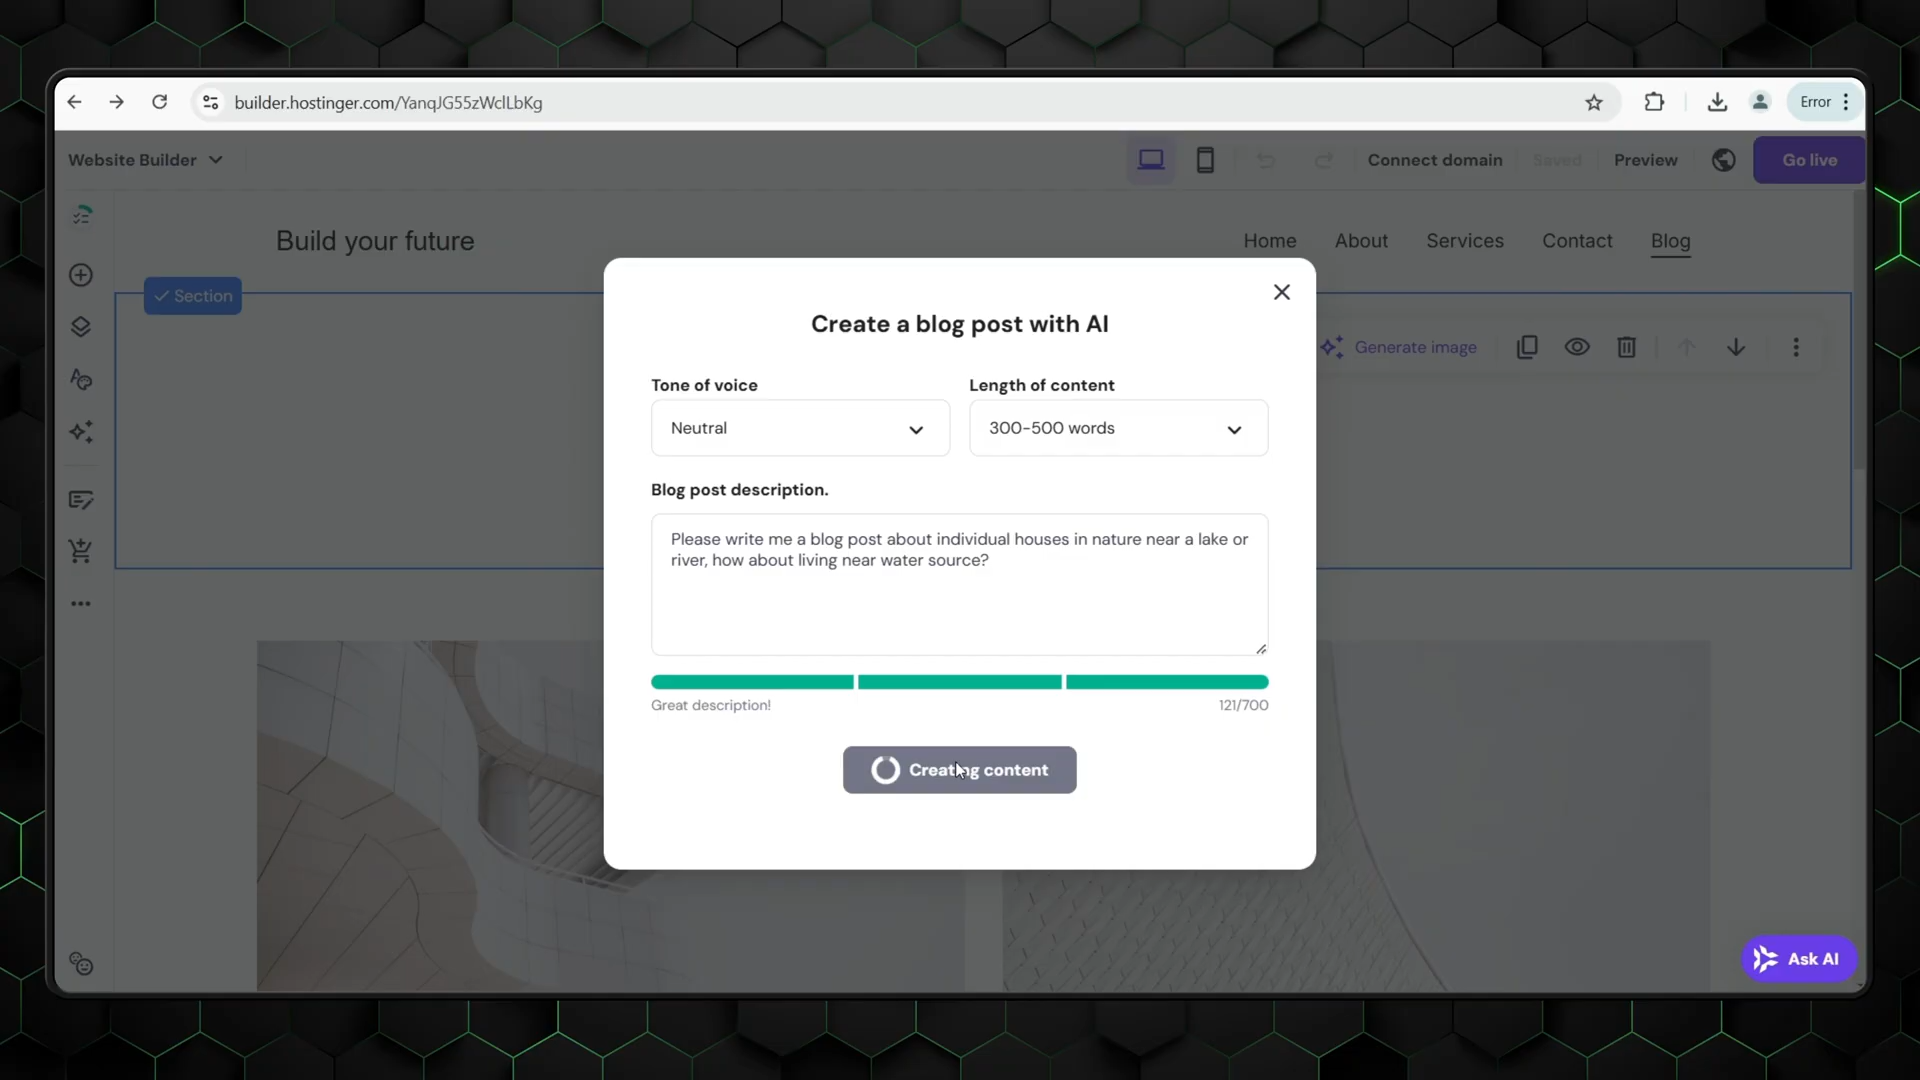 builder.hostinger.com/YanqJG55zWclLbKg
Error
Website Builder
Connect domain
Saved
Preview
Go live
Build your future
Home
About
Services
Contact
Blog
Section
Generate image
Create a blog post with AI
Tone of voice
Length of content
Neutral
300-500 words
Blog post description.
Please write me a blog post about individual houses in nature near a lake or
river, how about living near water source?
Great description!
121/700
Creating content
Ask AI